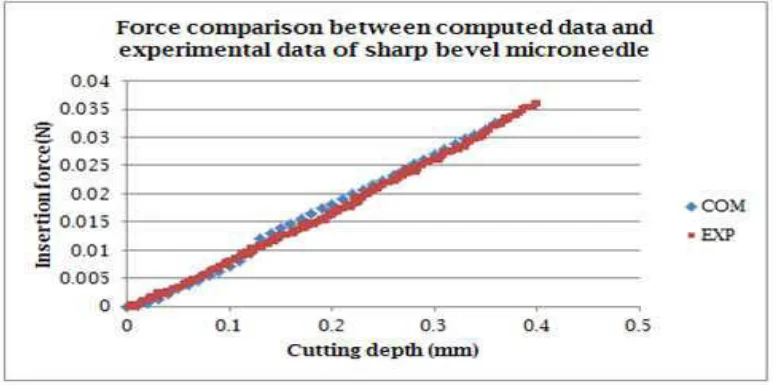 Force comparison between computed data and
experimental data of sharp bevel microneedle
0.04
0.035
0.03
0.025
0.02
0.015
0.01
0.005
0
Insertion force(N)
0 0.1 0.2 0.3 0.4 0.5
Cutting depth (mm)
COM
EXP